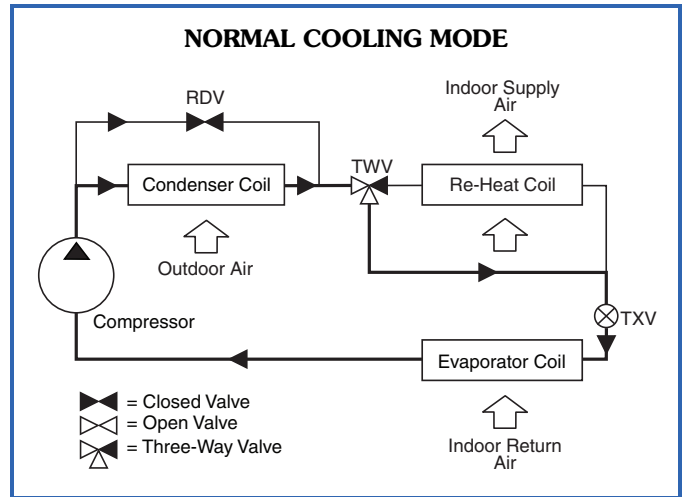 NORMAL COOLING MODE
RDV
Indoor Supply
Air
TWV
Condenser Coil
Re-Heat Coil
Outdoor Air
Compressor
TXV
Evaporator Coil
= Closed Valve
= Open Valve
= Three-Way Valve
Indoor Return
Air